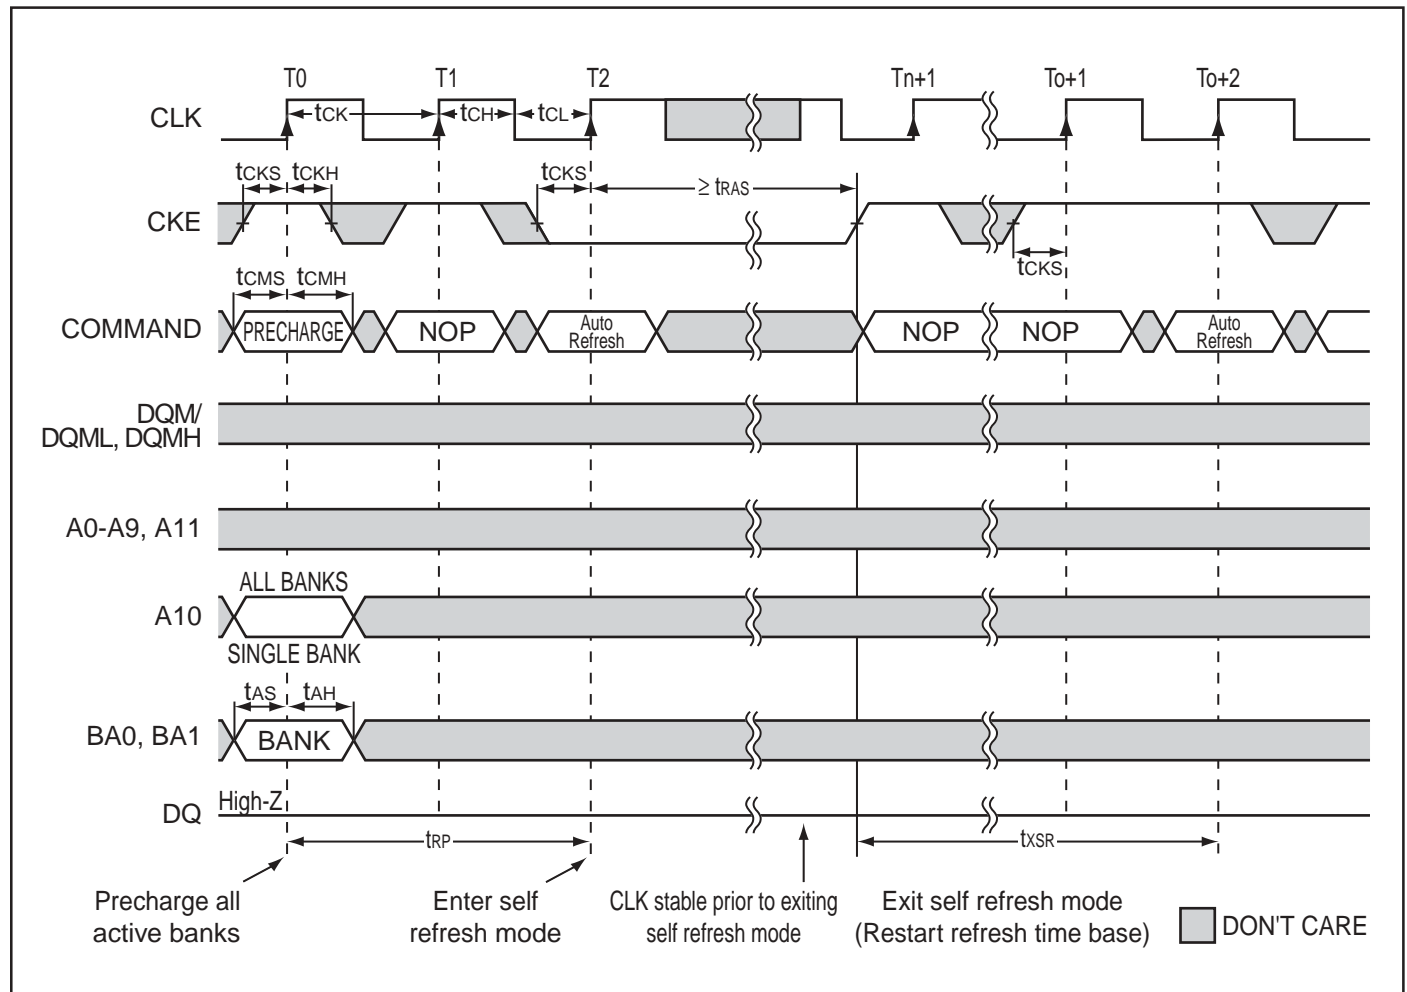 T0 T1 T2 Tn+1 To+1 To+2
CLK tCK tCH tCL
tCKS tCKH tCKS ≥ tRAS
CKE
tCKS
tCMS tCMH
COMMAND PRECHARGE NOP Auto Refresh NOP NOP Auto Refresh
DQM/
DQML, DQMH
A0-A9, A11
ALL BANKS
A10
SINGLE BANK
tAS tAH
BA0, BA1 BANK
High-Z
DQ
tRP tXSR
Precharge all
active banks
Enter self
refresh mode
CLK stable prior to exiting
self refresh mode
Exit self refresh mode
(Restart refresh time base)
DON'T CARE